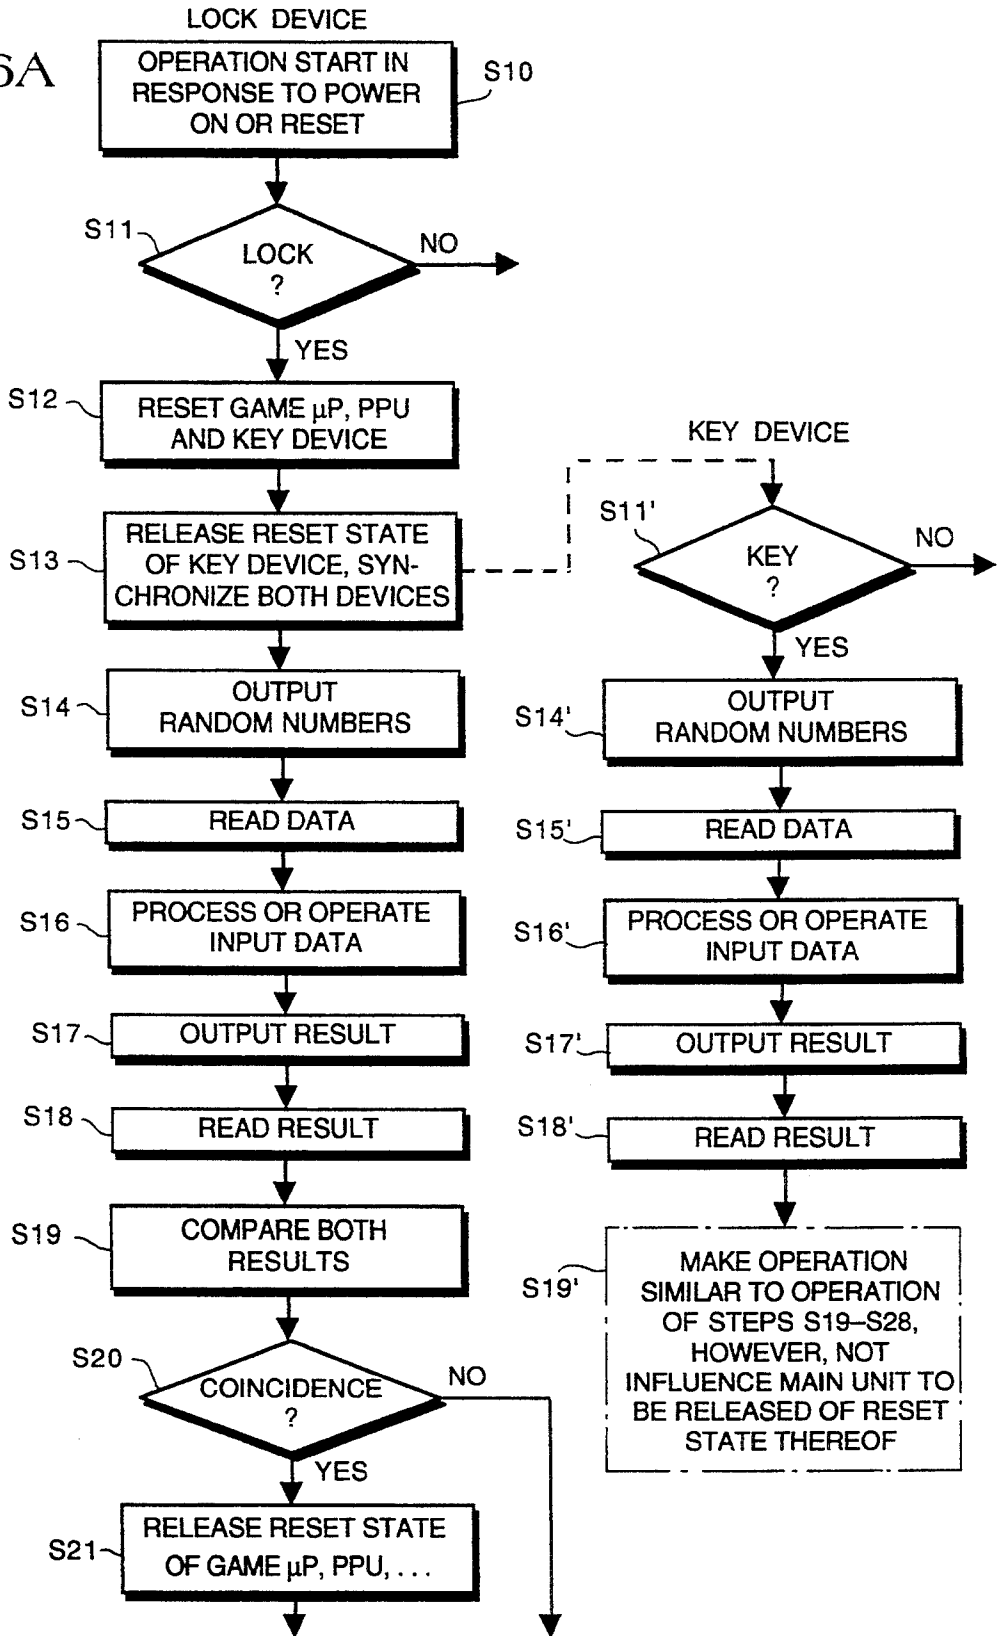 6A
LOCK DEVICE
OPERATION START IN
RESPONSE TO POWER
ON OR RESET
S10
S11
LOCK
?
NO
YES
S12
RESET GAME µP, PPU
AND KEY DEVICE
S13
RELEASE RESET STATE
OF KEY DEVICE, SYN-
CHRONIZE BOTH DEVICES
S14
OUTPUT
RANDOM NUMBERS
S15
READ DATA
S16
PROCESS OR OPERATE
INPUT DATA
S17
OUTPUT RESULT
S18
READ RESULT
S19
COMPARE BOTH
RESULTS
S20
COINCIDENCE
?
NO
YES
S21
RELEASE RESET STATE
OF GAME µP, PPU, . . .
KEY DEVICE
S11'
KEY
?
NO
YES
S14'
OUTPUT
RANDOM NUMBERS
S15'
READ DATA
S16'
PROCESS OR OPERATE
INPUT DATA
S17'
OUTPUT RESULT
S18'
READ RESULT
S19'
MAKE OPERATION
SIMILAR TO OPERATION
OF STEPS S19–S28,
HOWEVER, NOT
INFLUENCE MAIN UNIT TO
BE RELEASED OF RESET
STATE THEREOF